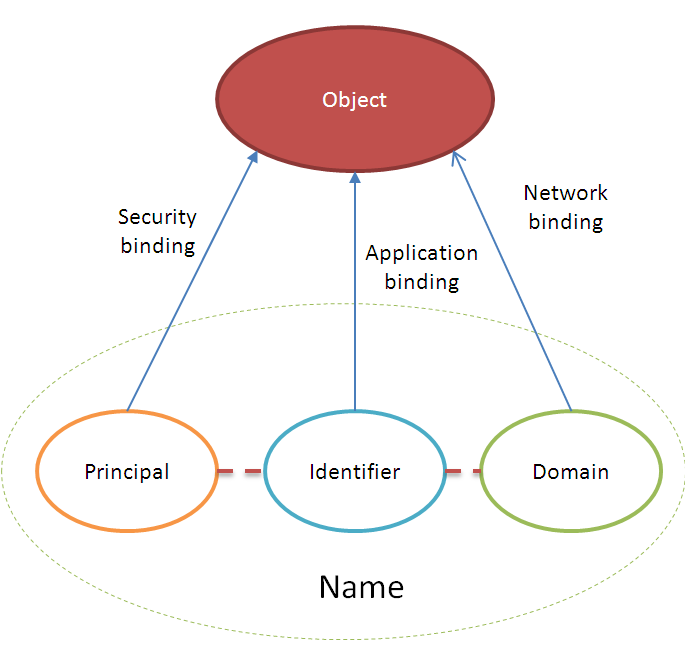 Object
Security
binding
Application
binding
Network
binding
Principal
Identifier
Domain
Name